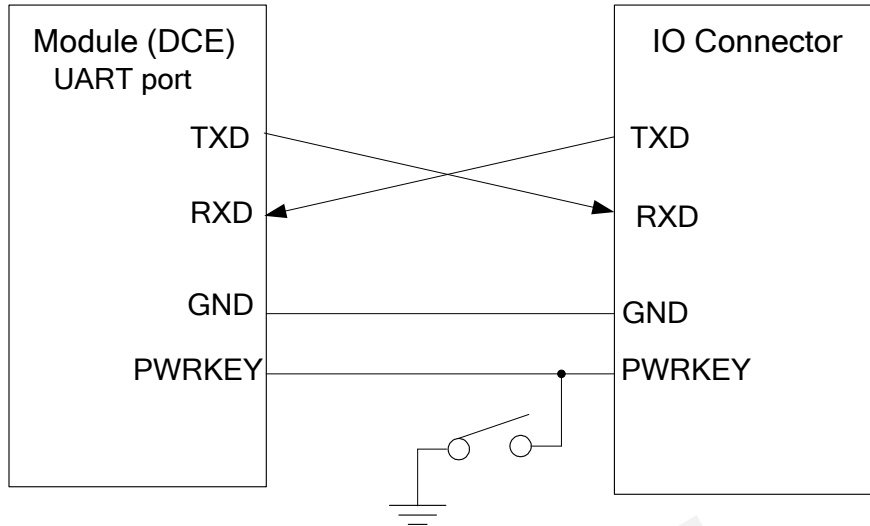 Module (DCE)
UART port
TXD
RXD
GND
PWRKEY
IO Connector
TXD
RXD
GND
PWRKEY